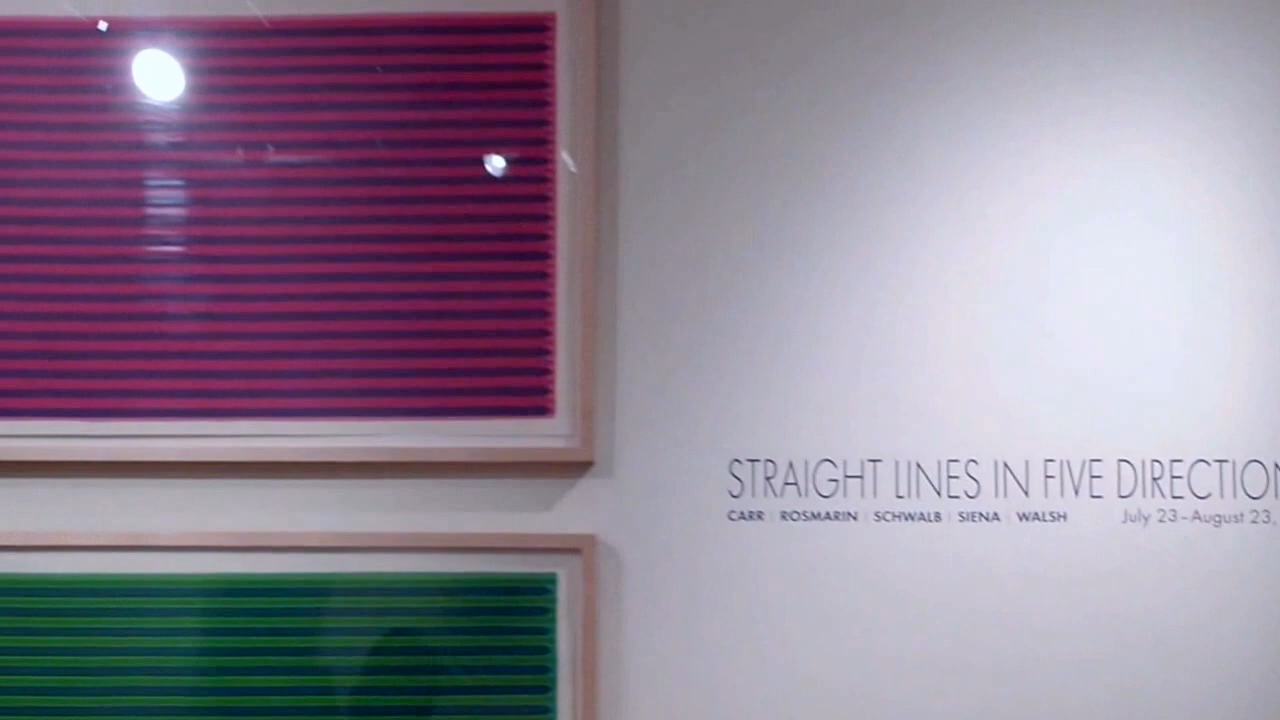 STRAIGHT LINES IN FIVE DIRECTION
CARR | ROSMARIN | SCHWALB | SIENA | WALSH July 23–August 23,